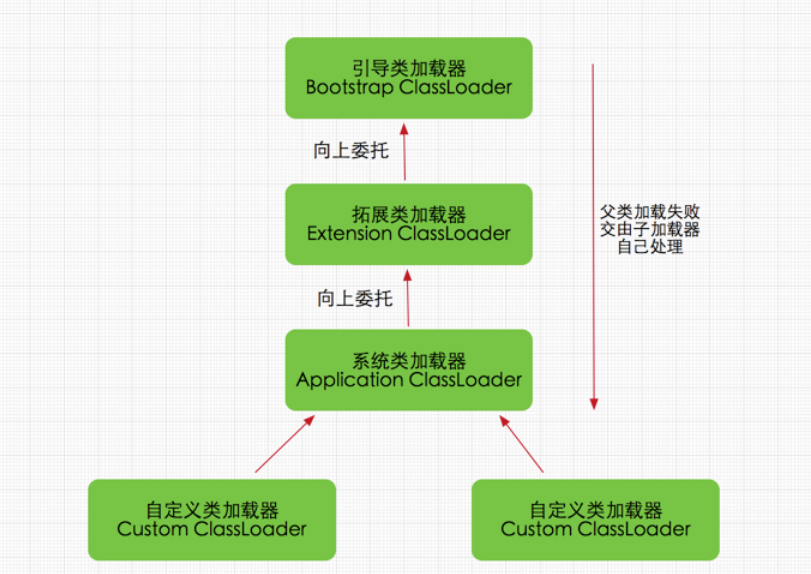 引导类加载器
Bootstrap ClassLoader
向上委托
拓展类加载器
Extension ClassLoader
父类加载失败
交由子加载器
自己处理
向上委托
系统类加载器
Application ClassLoader
自定义类加载器
Custom ClassLoader
自定义类加载器
Custom ClassLoader